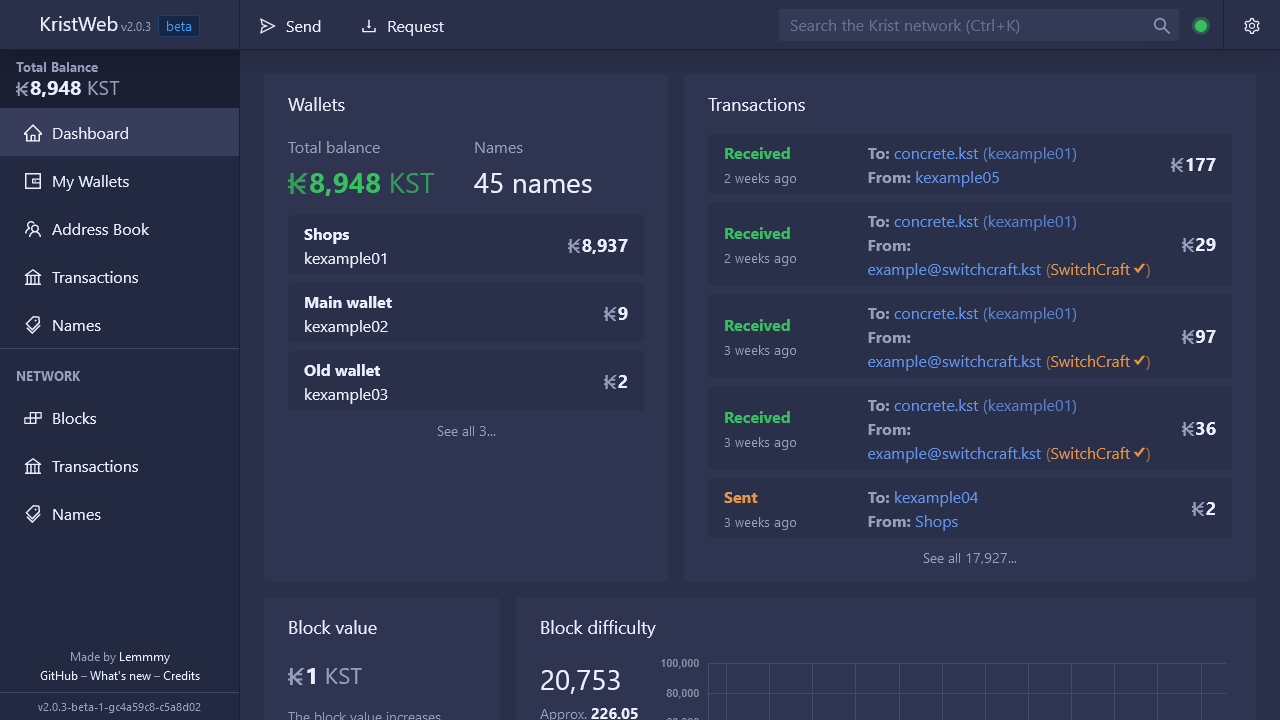 KristWeb v2.0.3 beta
Send
Request
Search the Krist network (Ctrl+K)
Total Balance
8,948 KST
Dashboard
My Wallets
Address Book
Transactions
Names
NETWORK
Blocks
Transactions
Names
Made by Lemmmy
GitHub – What's new – Credits
v2.0.3-beta-1-gc4a59c8-c5a8d02
Wallets
Total balance
8,948 KST
Names
45 names
Shops
kexample01
8,937
Main wallet
kexample02
9
Old wallet
kexample03
2
See all 3...
Transactions
Received
2 weeks ago
To: concrete.kst (kexample01)
From: kexample05
177
Received
2 weeks ago
To: concrete.kst (kexample01)
From:
example@switchcraft.kst (SwitchCraft ✔)
29
Received
3 weeks ago
To: concrete.kst (kexample01)
From:
example@switchcraft.kst (SwitchCraft ✔)
97
Received
3 weeks ago
To: concrete.kst (kexample01)
From:
example@switchcraft.kst (SwitchCraft ✔)
36
Sent
3 weeks ago
To: kexample04
From: Shops
2
See all 17,927...
Block value
1 KST
The block value increases
Block difficulty
20,753
Approx. 226.05
100,000
80,000